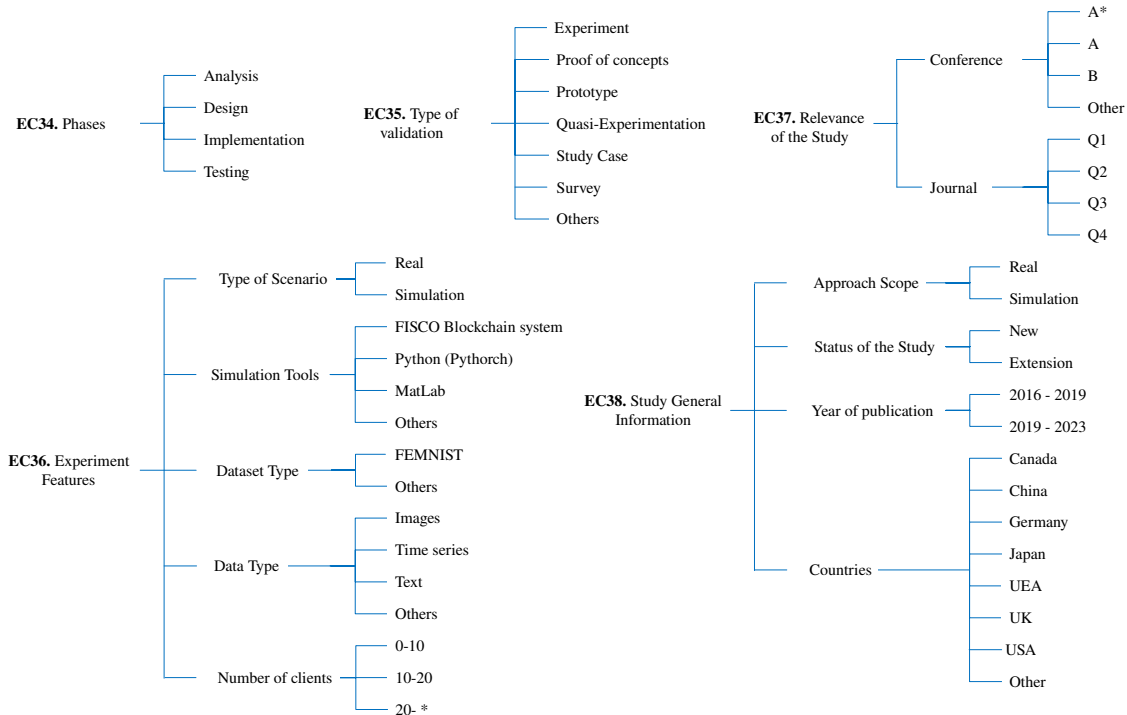 EC34. Phases
Analysis
Design
Implementation
Testing
EC35. Type of
validation
Experiment
Proof of concepts
Prototype
Quasi-Experimentation
Study Case
Survey
Others
EC37. Relevance
of the Study
Conference
A*
A
B
Other
Journal
Q1
Q2
Q3
Q4
EC36. Experiment
Features
Type of Scenario
Real
Simulation
Simulation Tools
FISCO Blockchain system
Python (Pythorch)
MatLab
Others
Dataset Type
FEMNIST
Others
Data Type
Images
Time series
Text
Others
Number of clients
0-10
10-20
20- *
EC38. Study General
Information
Approach Scope
Real
Simulation
Status of the Study
New
Extension
Year of publication
2016 - 2019
2019 - 2023
Countries
Canada
China
Germany
Japan
UEA
UK
USA
Other